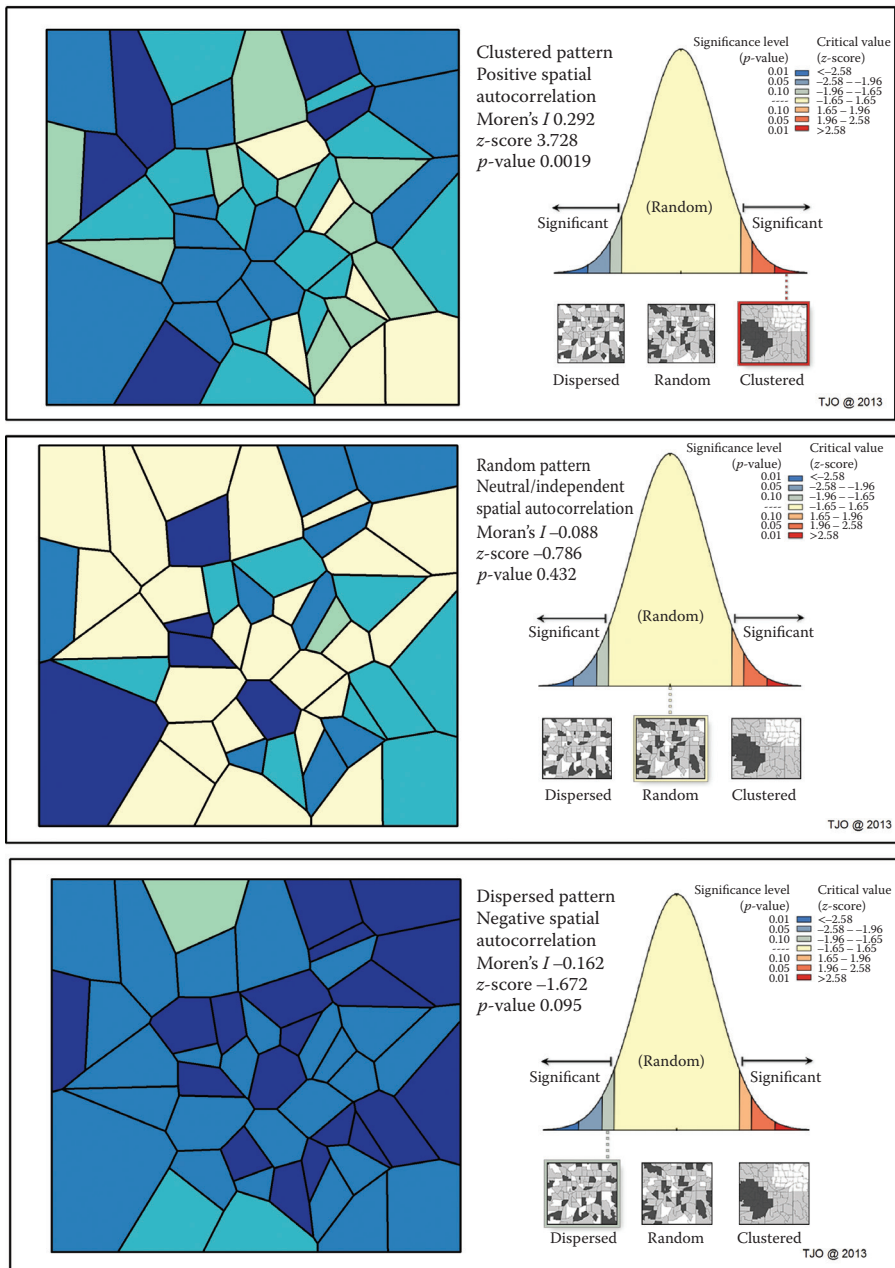 Clustered pattern
Positive spatial
autocorrelation
Moren's I 0.292
z-score 3.728
p-value 0.0019
Significance level
(p-value)
Critical value
(z-score)
0.01 <–2.58
0.05 –2.58 – –1.96
0.10 –1.96 – –1.65
---- –1.65 – 1.65
0.10 1.65 – 1.96
0.05 1.96 – 2.58
0.01 >2.58
Significant
(Random)
Significant
Dispersed
Random
Clustered
TJO @ 2013
Random pattern
Neutral/independent
spatial autocorrelation
Moran's I –0.088
z-score –0.786
p-value 0.432
Significance level
(p-value)
Critical value
(z-score)
0.01 <–2.58
0.05 –2.58 – –1.96
0.10 –1.96 – –1.65
---- –1.65 – 1.65
0.10 1.65 – 1.96
0.05 1.96 – 2.58
0.01 >2.58
Significant
(Random)
Significant
Dispersed
Random
Clustered
TJO @ 2013
Dispersed pattern
Negative spatial
autocorrelation
Moren's I –0.162
z-score –1.672
p-value 0.095
Significance level
(p-value)
Critical value
(z-score)
0.01 <–2.58
0.05 –2.58 – –1.96
0.10 –1.96 – –1.65
---- –1.65 – 1.65
0.10 1.65 – 1.96
0.05 1.96 – 2.58
0.01 >2.58
Significant
(Random)
Significant
Dispersed
Random
Clustered
TJO @ 2013